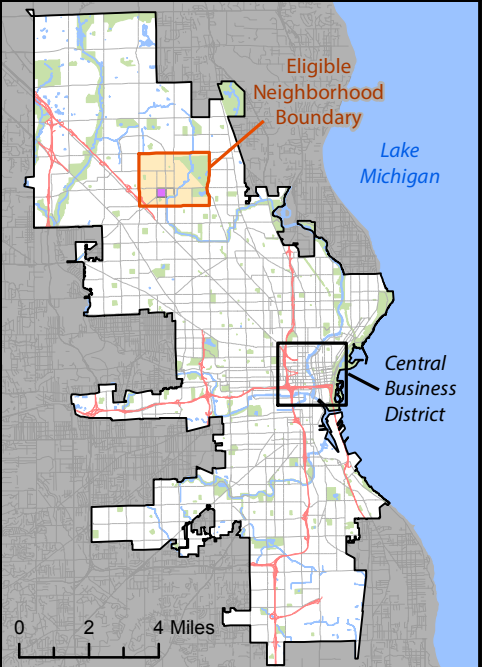 Eligible
Neighborhood
Boundary
Lake
Michigan
Central
Business
District
0 2 4 Miles